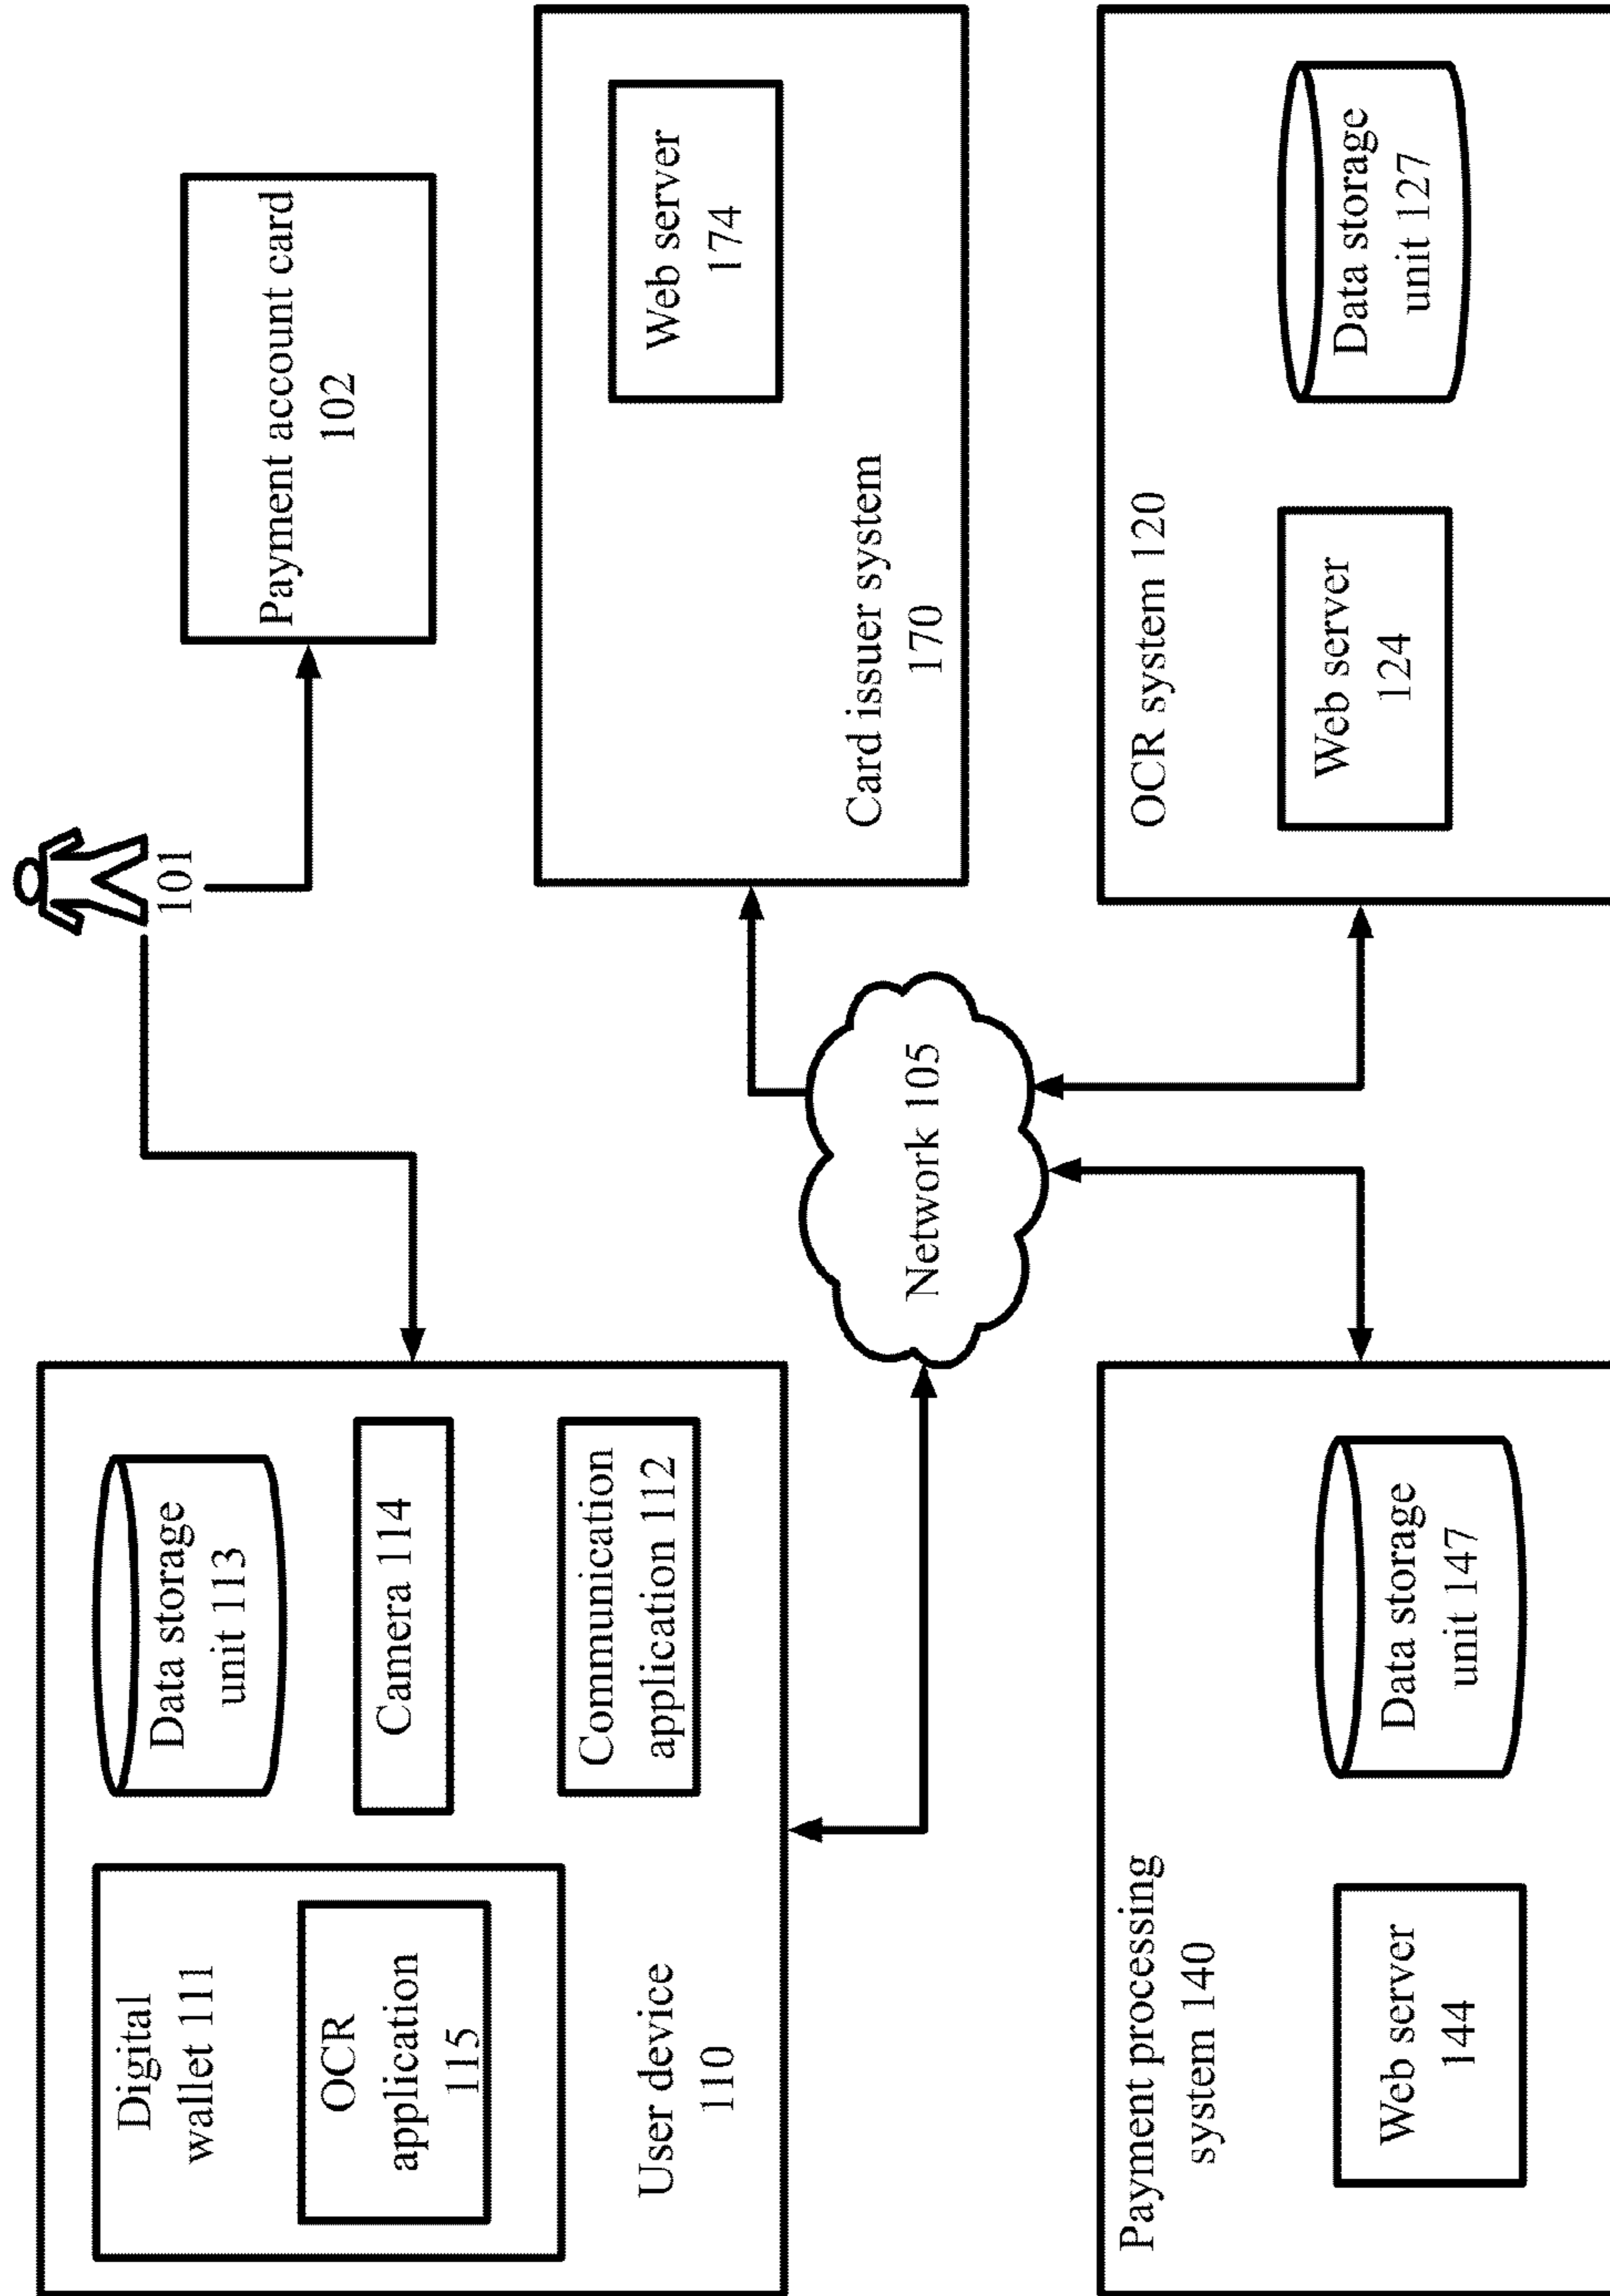 101
Digital
wallet 111
OCR
application
115
User device
110
Data storage
unit 113
Camera 114
Communication
application 112
Payment account card
102
Network 105
Card issuer system
170
Web server
174
Payment processing
system 140
Web server
144
Data storage
unit 147
OCR system 120
Web server
124
Data storage
unit 127